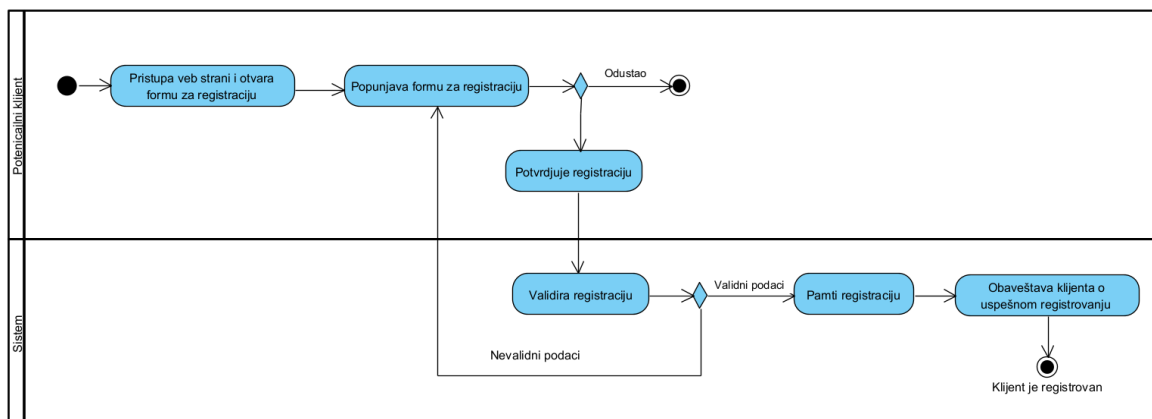 Potenicajlni klijent
Pristupa veb strani i otvara
formu za registraciju
Popunjava formu za registraciju
Odustao
Potvrdjuje registraciju
Sistem
Validira registraciju
Validni podaci
Pamti registraciju
Obaveštava klijenta o
uspešnom registrovanju
Nevalidni podaci
Klijent je registrovan